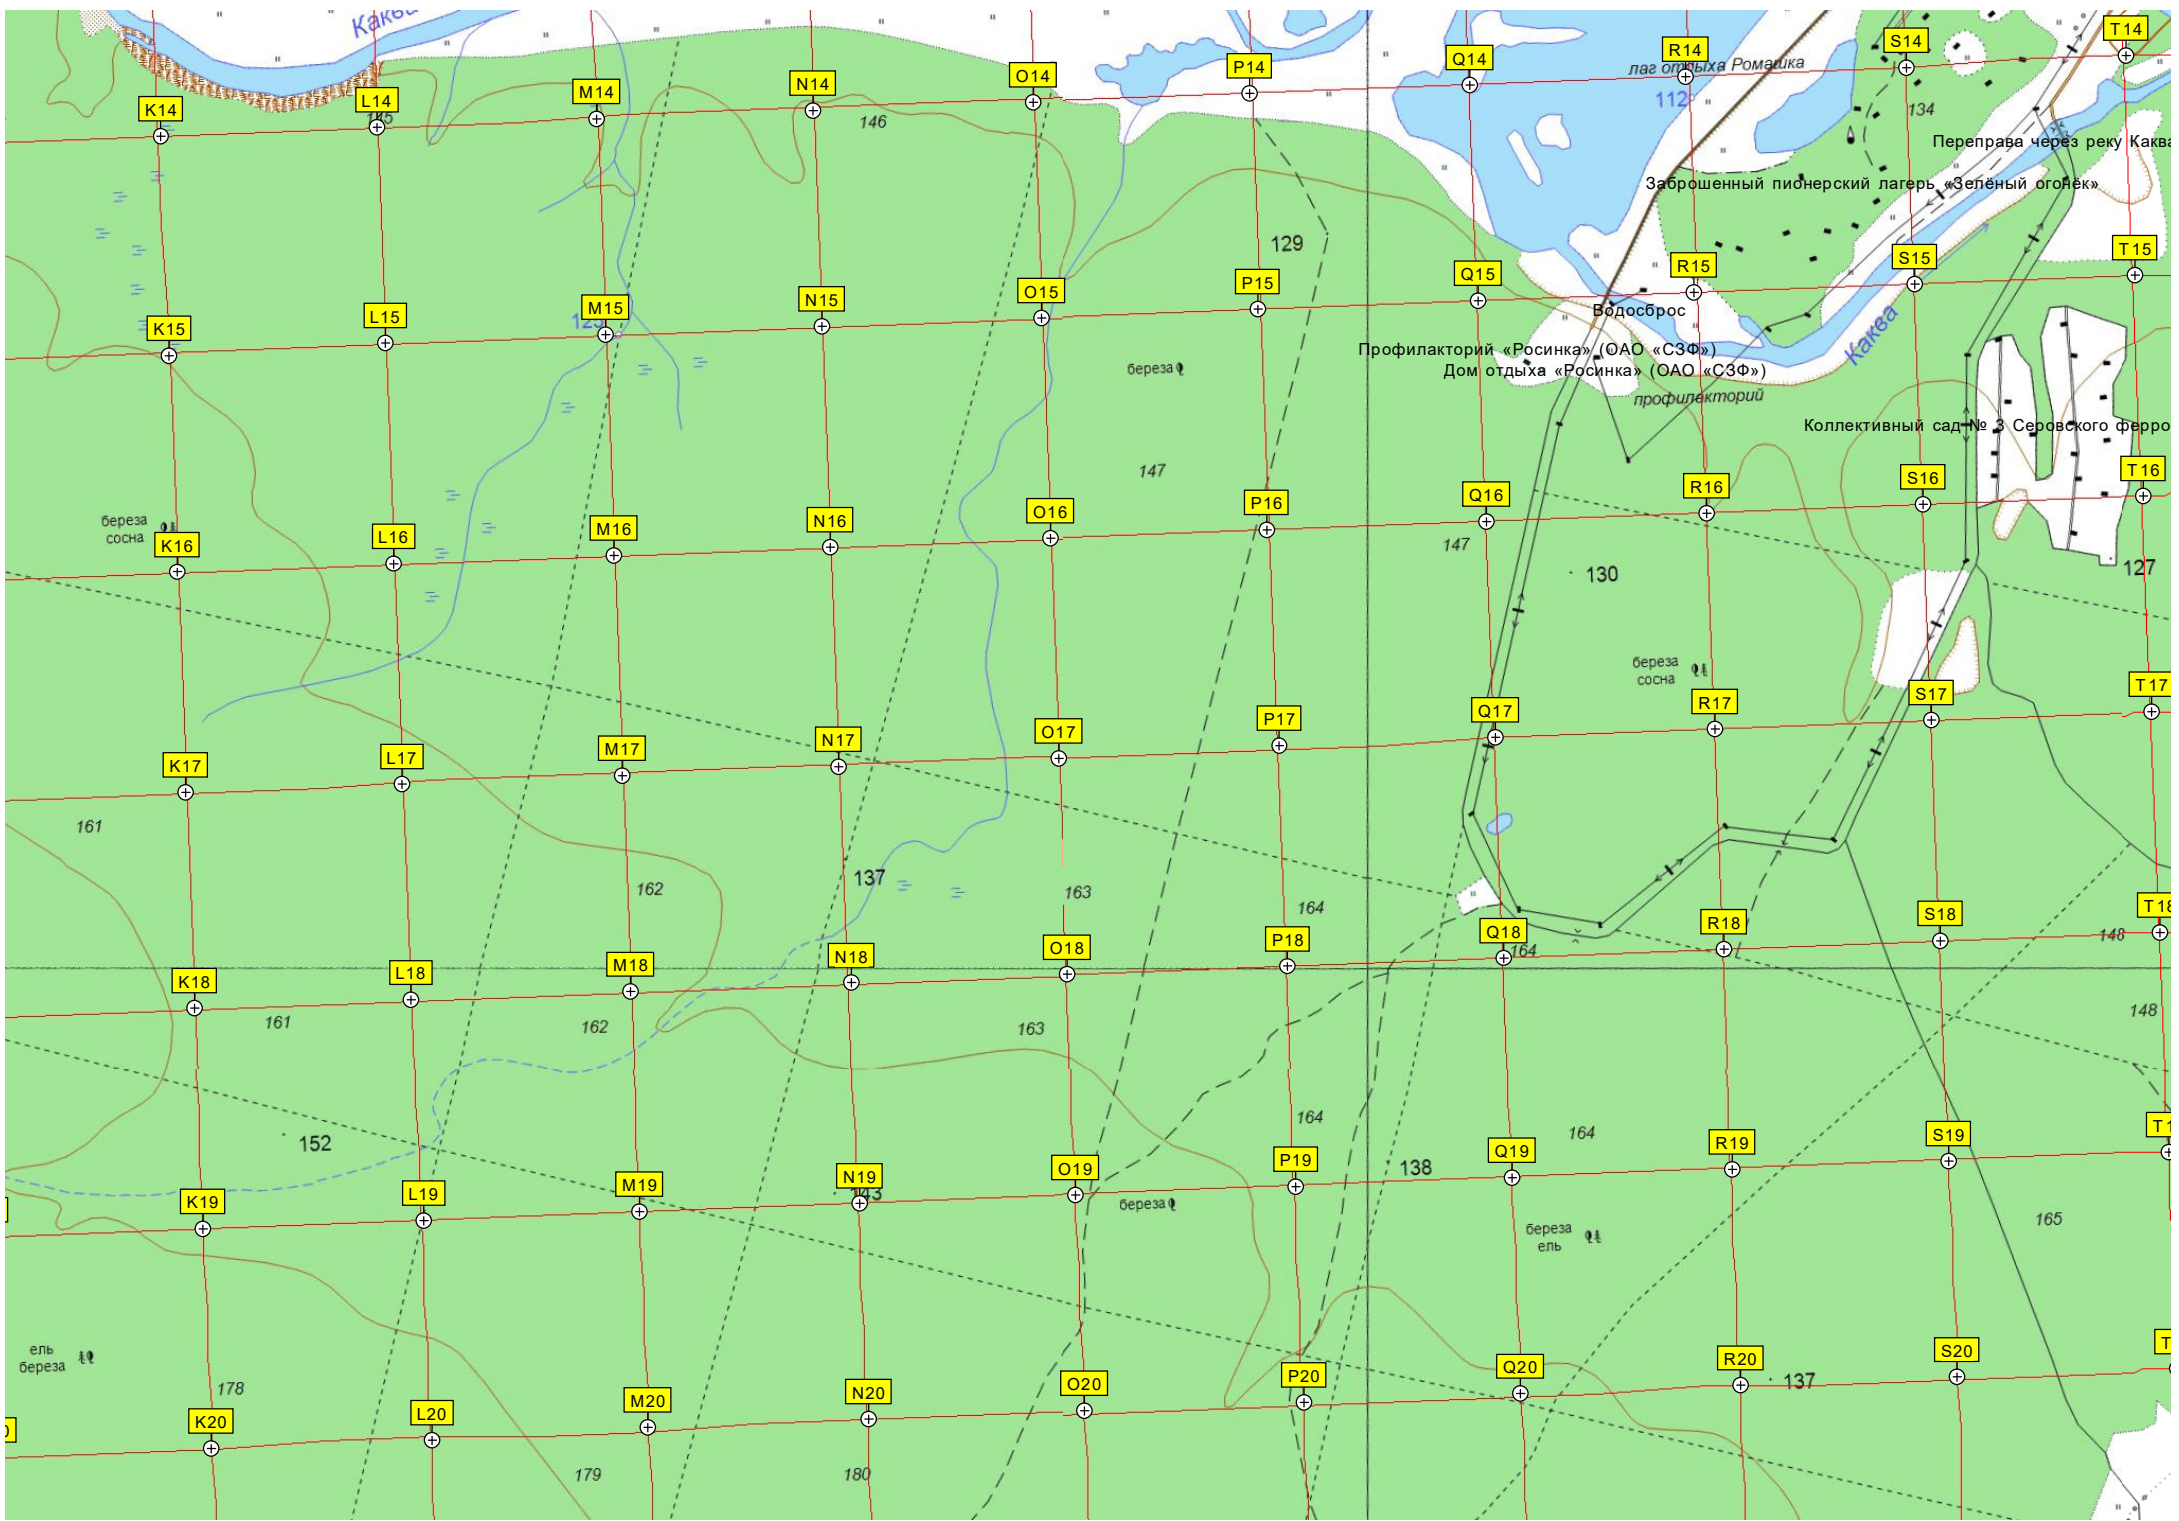 Каква
K14
L14
M14
N14
O14
P14
Q14
R14
S14
T14
146
лаг отдыха Ромашка
112
134
Переправа через реку Каква
Заброшенный пионерский лагерь «Зелёный огонёк»
129
K15
L15
M15
N15
O15
P15
Q15
R15
S15
T15
Водосброс
Каква
Профилакторий «Росинка» (ОАО «СЗФ»)
Дом отдыха «Росинка» (ОАО «СЗФ»)
профилекторий
береза
147
Коллективный сад № 3 Серовского ферро
береза
сосна
K16
L16
M16
N16
O16
P16
Q16
R16
S16
T16
147
130
127
береза
сосна
K17
L17
M17
N17
O17
P17
Q17
R17
S17
T17
161
162
137
163
164
K18
L18
M18
N18
O18
P18
Q18
R18
S18
T18
164
148
161
162
163
148
152
164
164
138
K19
L19
M19
N19
O19
P19
Q19
R19
S19
143
береза
береза
ель
165
ель
береза
178
K20
L20
M20
N20
O20
P20
Q20
R20
S20
137
179
180